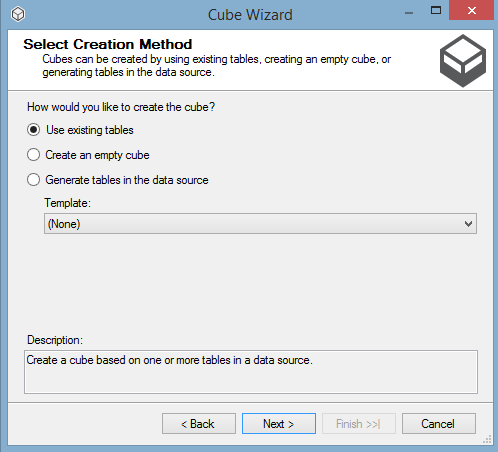 Cube Wizard
Select Creation Method
Cubes can be created by using existing tables, creating an empty cube, or
generating tables in the data source.
How would you like to create the cube?
Use existing tables
Create an empty cube
Generate tables in the data source
Template:
(None)
Description:
Create a cube based on one or more tables in a data source.
< Back
Next >
Finish >>|
Cancel